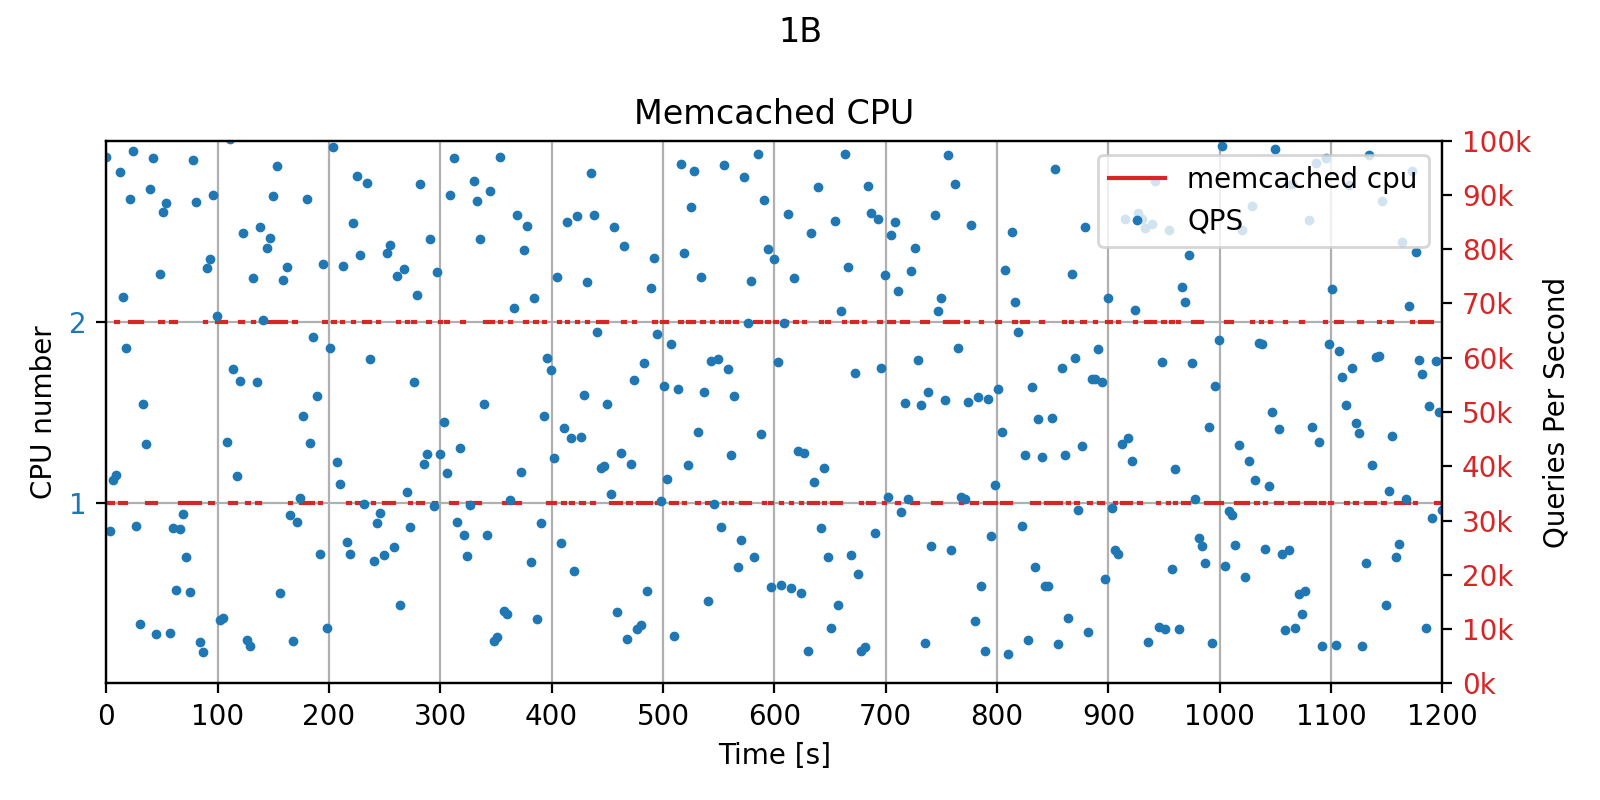 1B
Memcached CPU
memcached cpu
QPS
CPU number
2
1
100k
90k
80k
70k
60k
50k
40k
30k
20k
10k
0k
Queries Per Second
0 100 200 300 400 500 600 700 800 900 1000 1100 1200
Time [s]